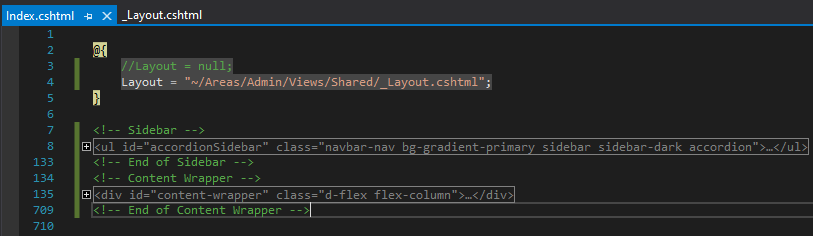 Index.cshtml
_Layout.cshtml
1
2 @{
3 //Layout = null;
4 Layout = "~/Areas/Admin/Views/Shared/_Layout.cshtml";
5 }
6
7 <!-- Sidebar -->
8 <ul id="accordionSidebar" class="navbar-nav bg-gradient-primary sidebar sidebar-dark accordion">…</ul>
133 <!-- End of Sidebar -->
134 <!-- Content Wrapper -->
135 <div id="content-wrapper" class="d-flex flex-column">…</div>
709 <!-- End of Content Wrapper -->
710